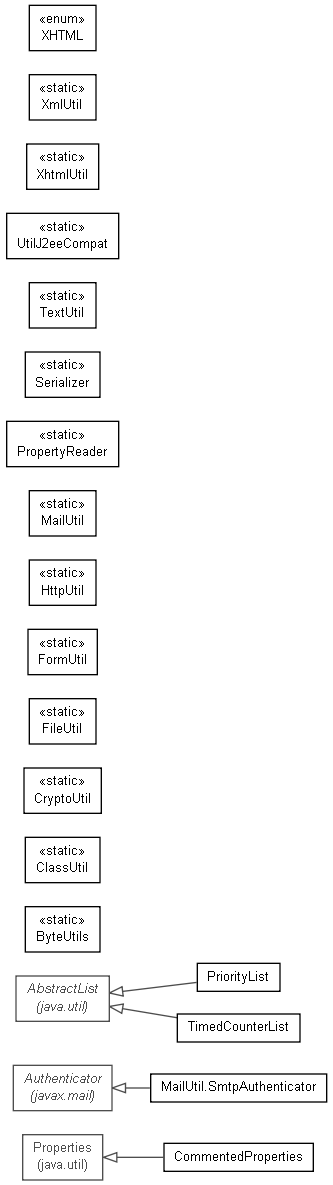 «enum»
XHTML
«static»
XmlUtil
«static»
XhtmlUtil
«static»
UtilJ2eeCompat
«static»
TextUtil
«static»
Serializer
«static»
PropertyReader
«static»
MailUtil
«static»
HttpUtil
«static»
FormUtil
«static»
FileUtil
«static»
CryptoUtil
«static»
ClassUtil
«static»
ByteUtils
AbstractList
(java.util)
PriorityList
TimedCounterList
Authenticator
(javax.mail)
MailUtil.SmtpAuthenticator
Properties
(java.util)
CommentedProperties